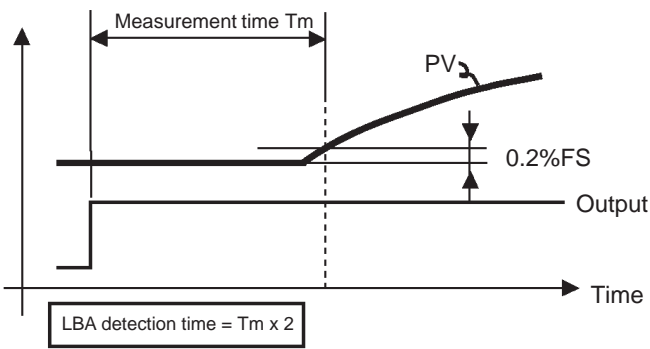 Measurement time Tm
PV
0.2%FS
Output
Time
LBA detection time = Tm x 2